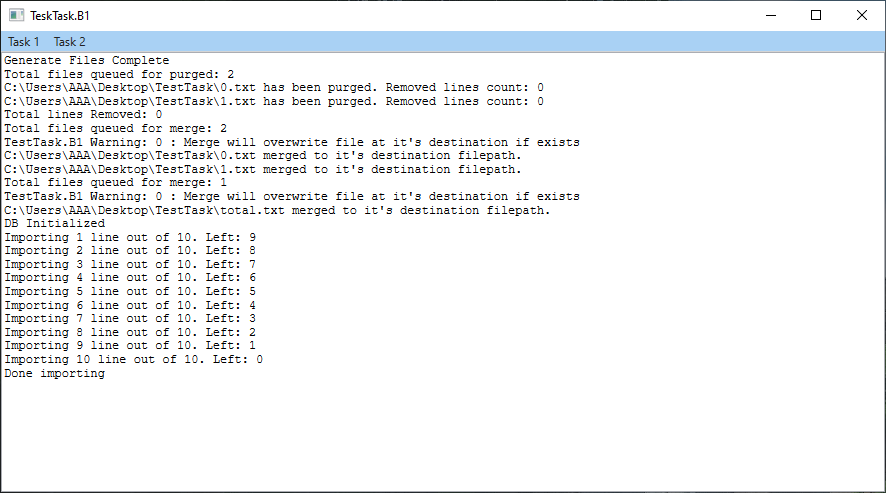 TeskTask.B1
Task 1 Task 2
Generate Files Complete
Total files queued for purged: 2
C:\Users\AAA\Desktop\TestTask\0.txt has been purged. Removed lines count: 0
C:\Users\AAA\Desktop\TestTask\1.txt has been purged. Removed lines count: 0
Total lines Removed: 0
Total files queued for merge: 2
TestTask.B1 Warning: 0 : Merge will overwrite file at it's destination if exists
C:\Users\AAA\Desktop\TestTask\0.txt merged to it's destination filepath.
C:\Users\AAA\Desktop\TestTask\1.txt merged to it's destination filepath.
Total files queued for merge: 1
TestTask.B1 Warning: 0 : Merge will overwrite file at it's destination if exists
C:\Users\AAA\Desktop\TestTask\total.txt merged to it's destination filepath.
DB Initialized
Importing 1 line out of 10. Left: 9
Importing 2 line out of 10. Left: 8
Importing 3 line out of 10. Left: 7
Importing 4 line out of 10. Left: 6
Importing 5 line out of 10. Left: 5
Importing 6 line out of 10. Left: 4
Importing 7 line out of 10. Left: 3
Importing 8 line out of 10. Left: 2
Importing 9 line out of 10. Left: 1
Importing 10 line out of 10. Left: 0
Done importing